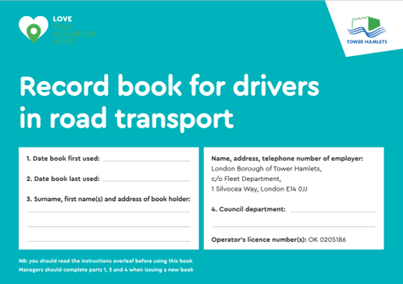 LOVE
TOWER HAMLETS
Record book for drivers
in road transport
1. Date book first used:
2. Date book last used:
3. Surname, first name(s) and address of book holder:
Name, address, telephone number of employer:
London Borough of Tower Hamlets,
c/o Fleet Department,
1 Silvocea Way, London E14 0JJ
4. Council department:
Operator's licence number(s): OK 0205186
NB: you should read the instructions overleaf before using this book
Managers should complete parts 1, 3 and 4 when issuing a new book